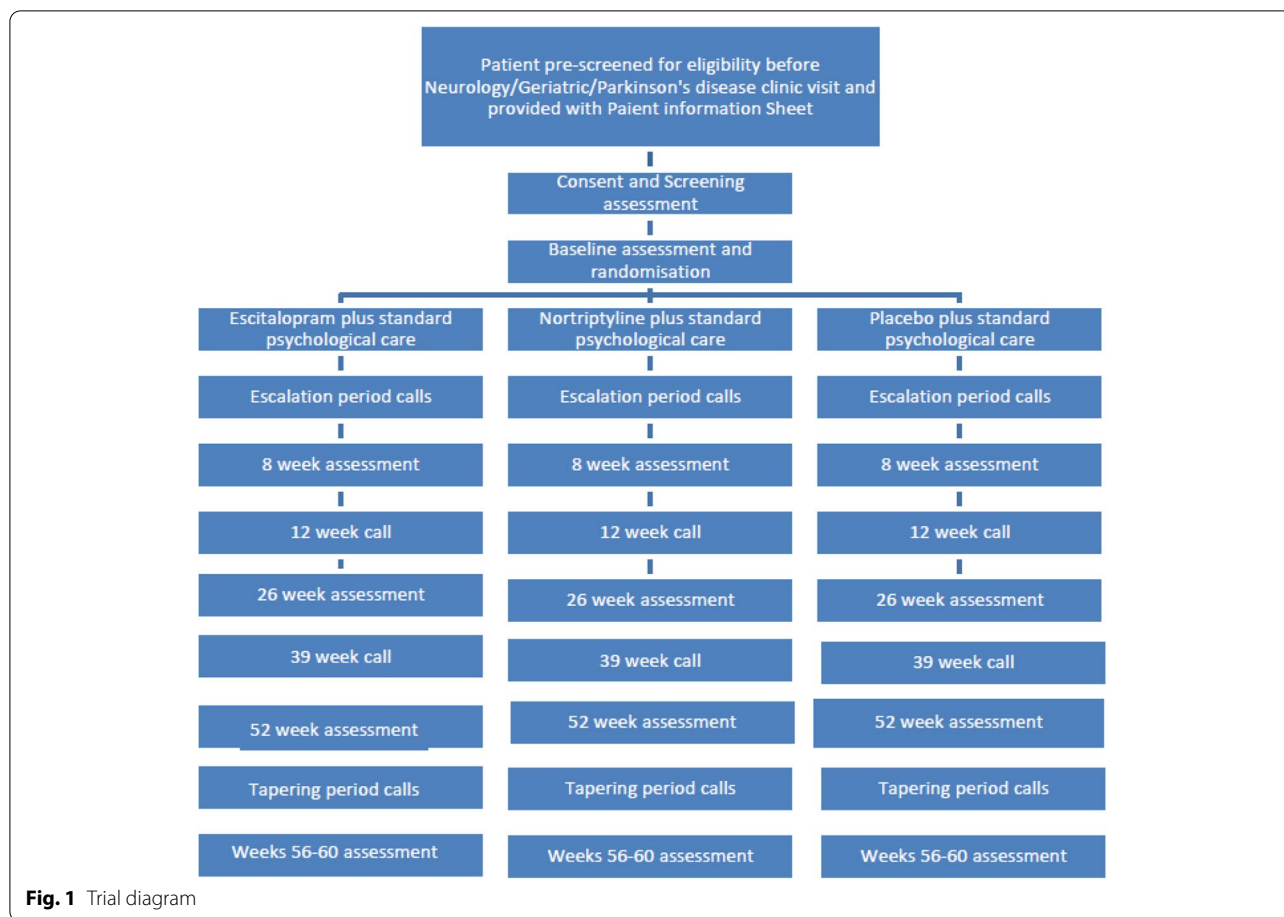 Patient pre-screened for eligibility before
Neurology/Geriatric/Parkinson's disease clinic visit and
provided with Paient information Sheet
Consent and Screening
assessment
Baseline assessment and
randomisation
Escitalopram plus standard
psychological care
Nortriptyline plus standard
psychological care
Placebo plus standard
psychological care
Escalation period calls
Escalation period calls
Escalation period calls
8 week assessment
8 week assessment
8 week assessment
12 week call
12 week call
12 week call
26 week assessment
26 week assessment
26 week assessment
39 week call
39 week call
39 week call
52 week assessment
52 week assessment
52 week assessment
Tapering period calls
Tapering period calls
Tapering period calls
Weeks 56-60 assessment
Weeks 56-60 assessment
Weeks 56-60 assessment
Fig. 1 Trial diagram